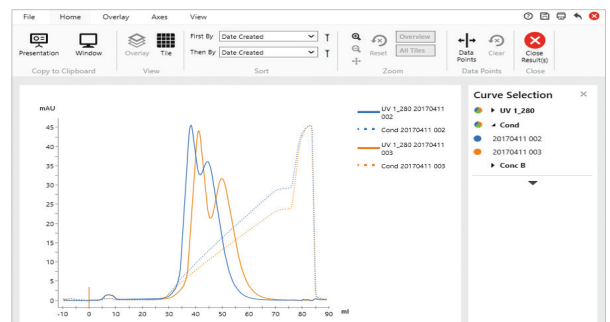 File Home Overlay Axes View
First By Date Created
Then By Date Created
Presentation Window Overlay Tile
Reset Overview All Tiles
Data Points Clear Close Result(s)
Copy to Clipboard View Sort Zoom Data Points Close
mAU
UV 1_280 20170411 002
Cond 20170411 002
UV 1_280 20170411 003
Cond 20170411 003
45
40
35
30
25
20
15
10
5
0
-10 0 10 20 30 40 50 60 70 80 90 ml
Curve Selection
UV 1_280
Cond
20170411 002
20170411 003
Conc B